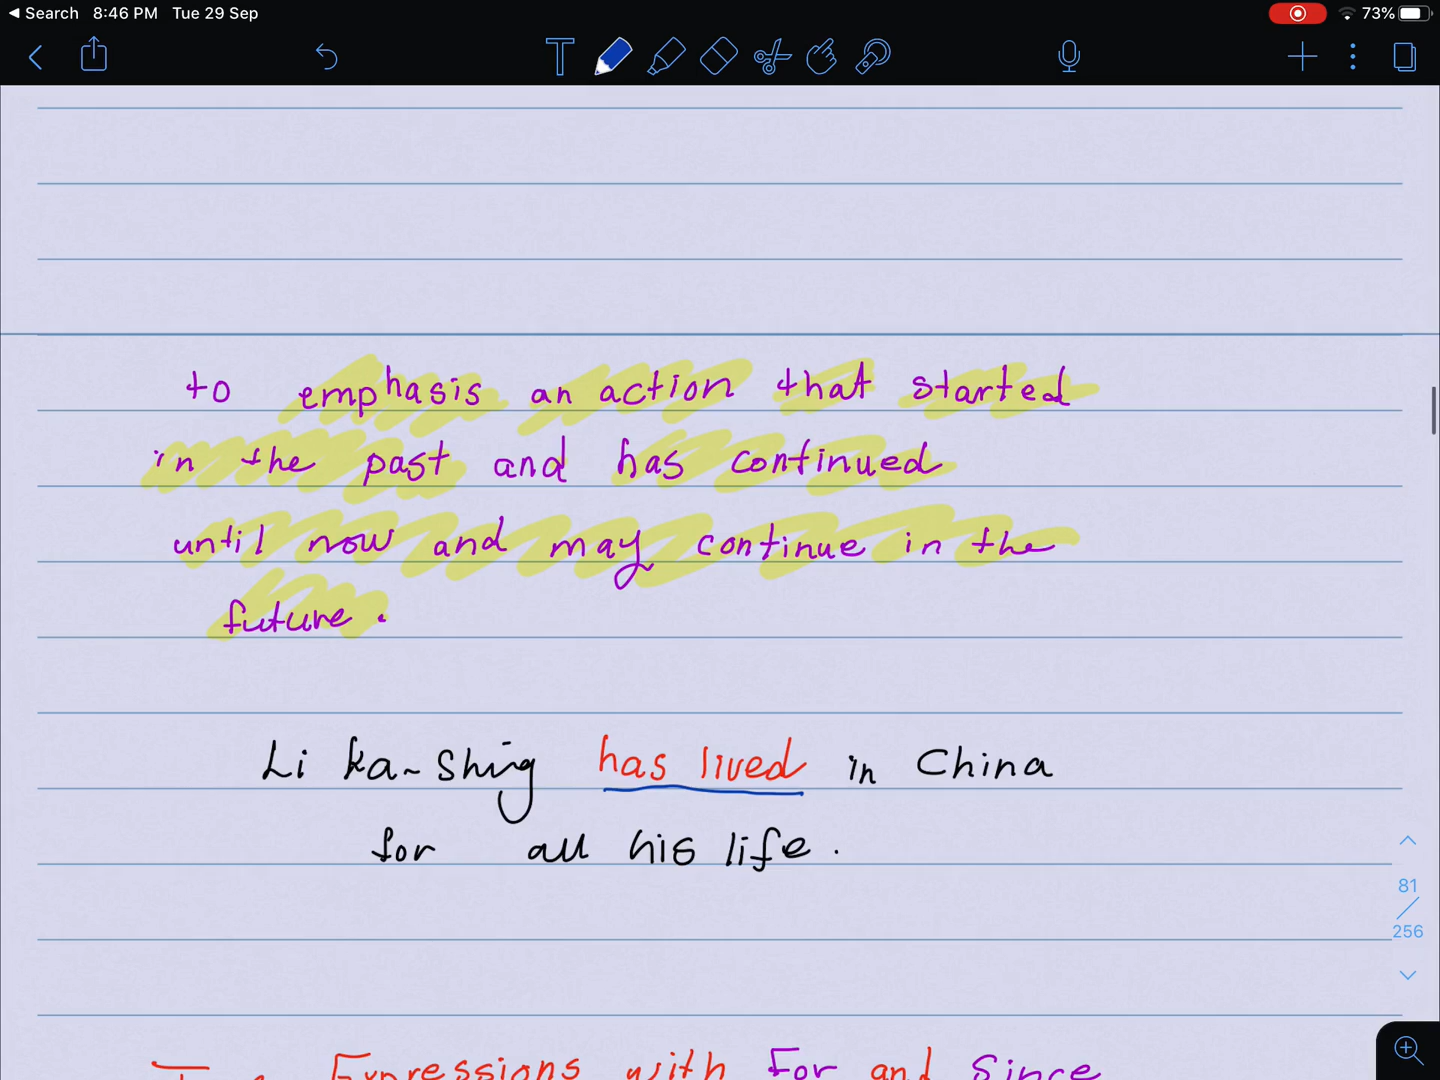 Search 8:46 PM Tue 29 Sep 73%
T
to emphasis an action that started
in the past and has continued
until now and may continue in the
future.
Li ka-shing has lived in China
for all his life.
81
256
Expressions with For and Since